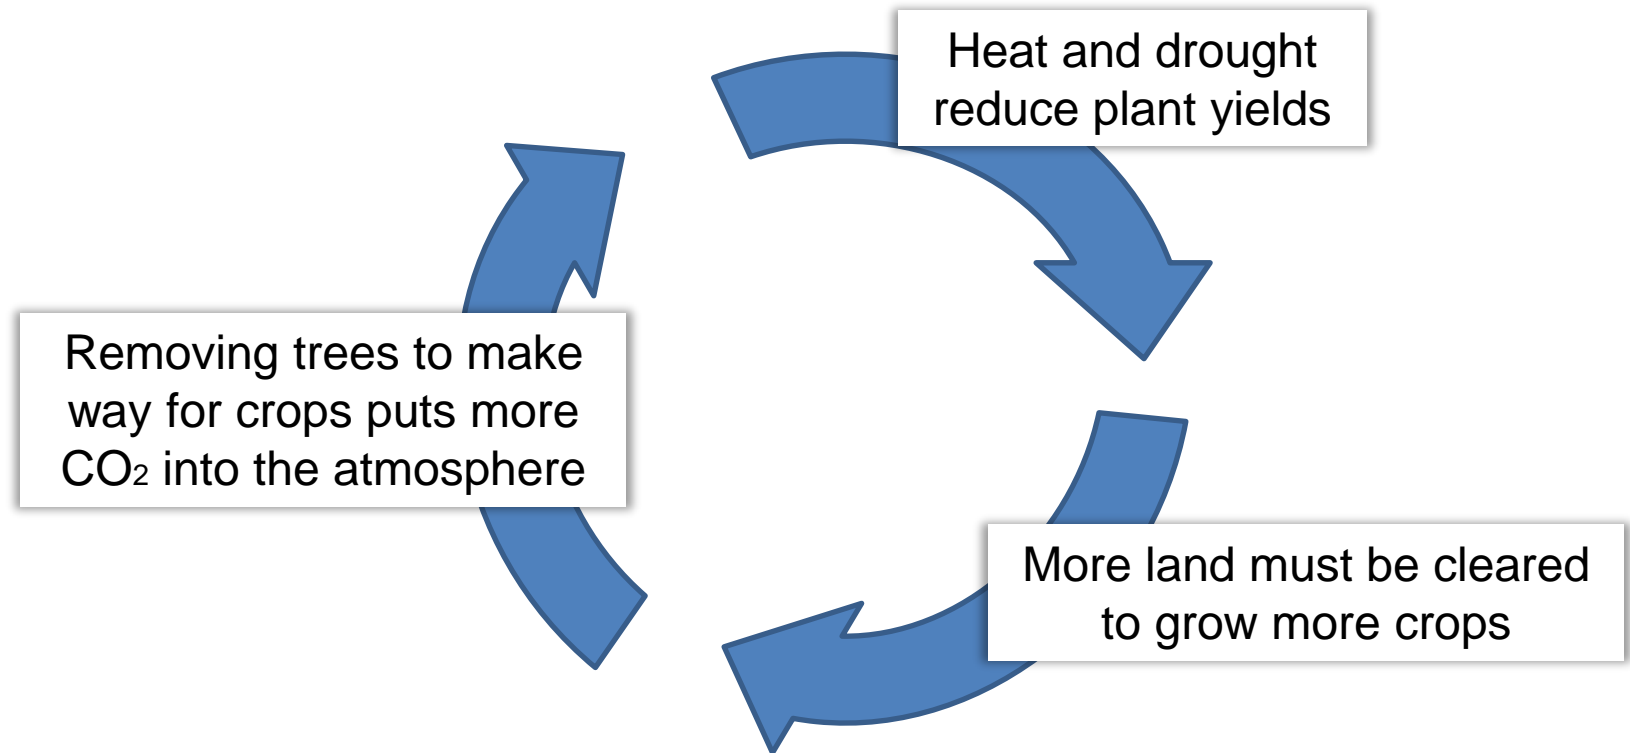 Heat and drought
reduce plant yields
More land must be cleared
to grow more crops
Removing trees to make
way for crops puts more
CO2 into the atmosphere